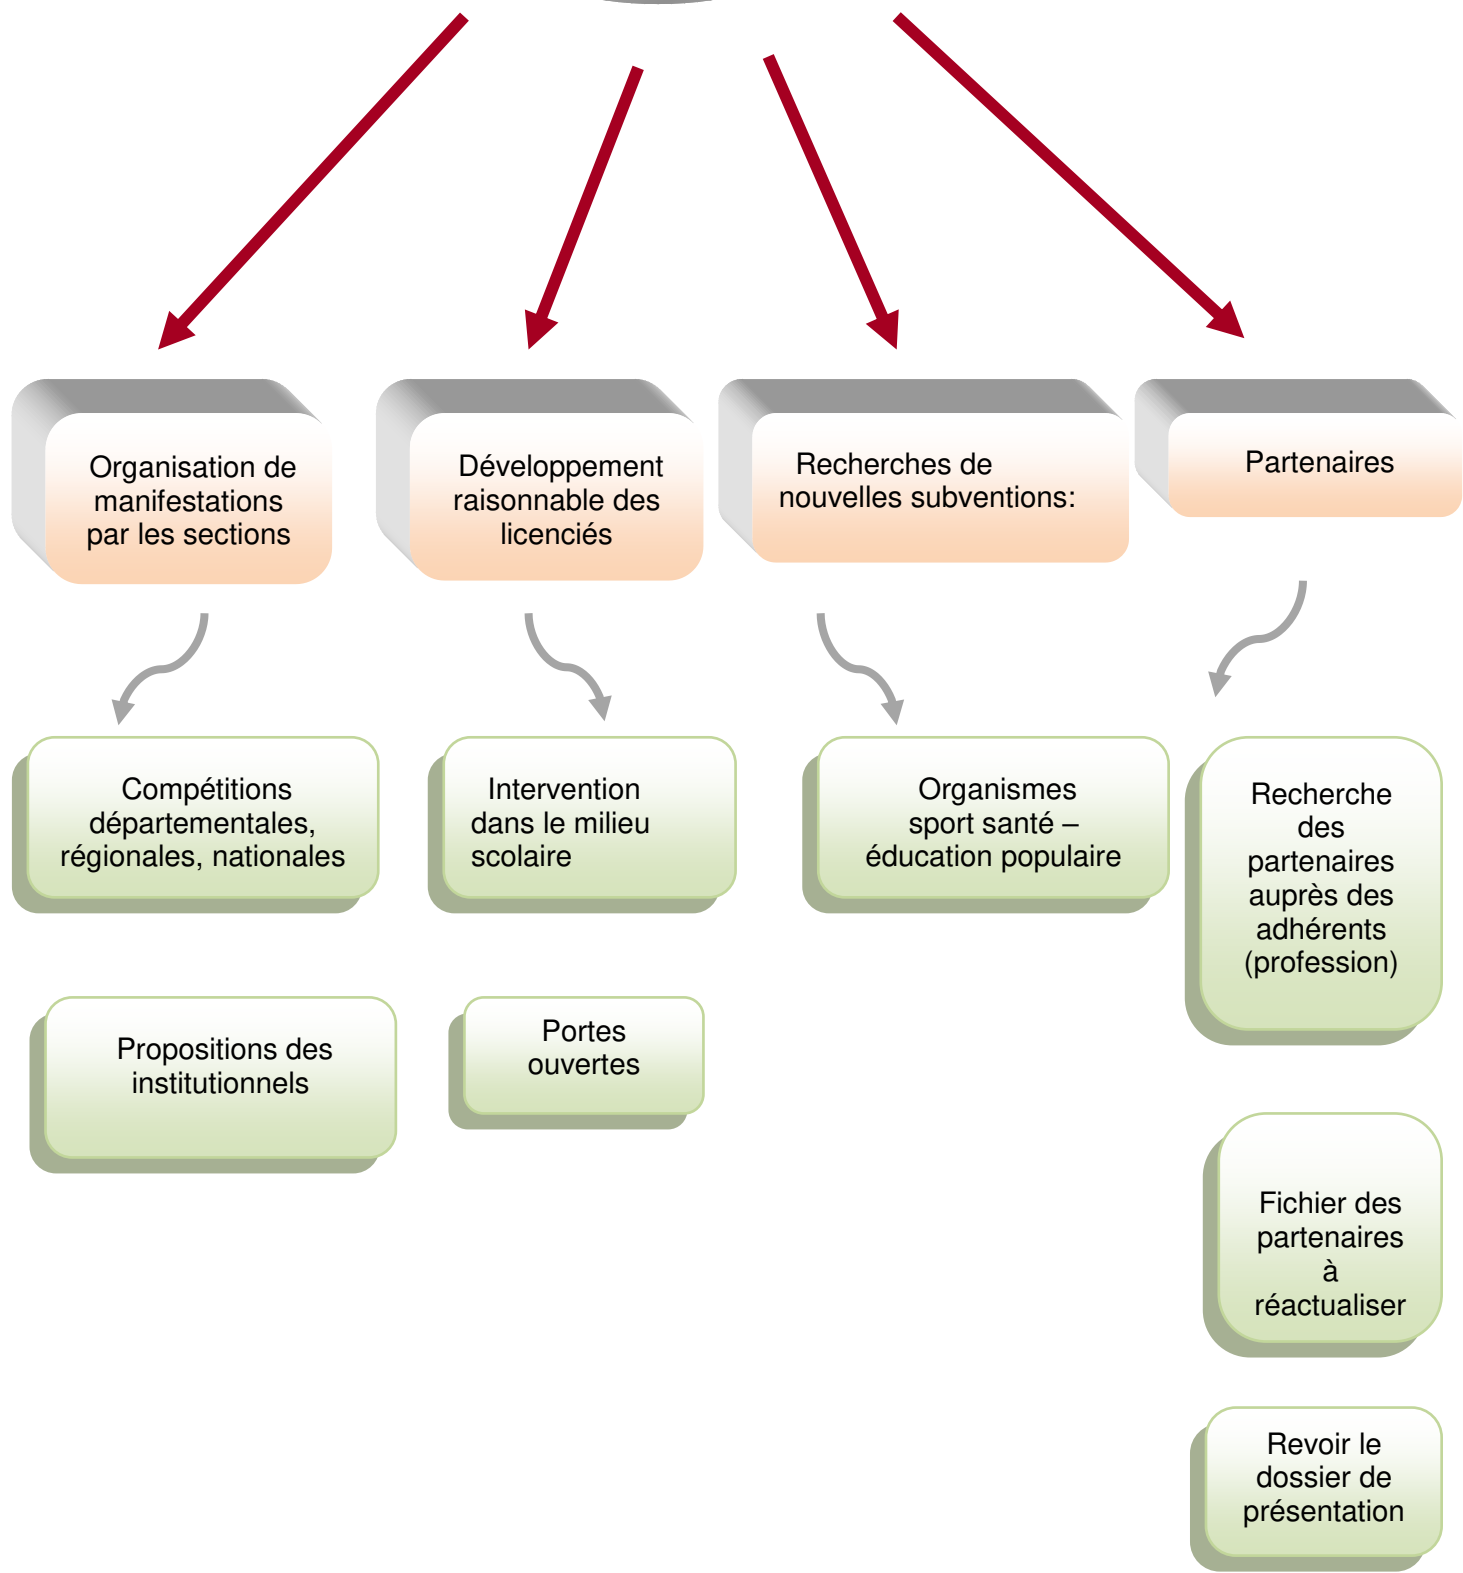 Organisation de
manifestations
par les sections
Développement
raisonnable des
licenciés
Recherches de
nouvelles subventions:
Partenaires
Compétitions
départementales,
régionales, nationales
Intervention
dans le milieu
scolaire
Organismes
sport santé –
éducation populaire
Recherche
des
partenaires
auprès des
adhérents
(profession)
Propositions des
institutionnels
Portes
ouvertes
Fichier des
partenaires
à
réactualiser
Revoir le
dossier de
présentation